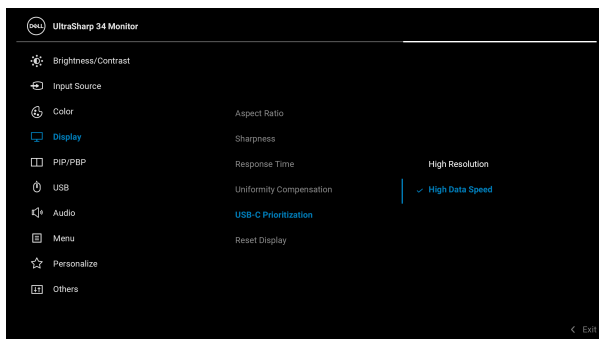 DELL UltraSharp 34 Monitor
Brightness/Contrast
Input Source
Color
Display
PIP/PBP
USB
Audio
Menu
Personalize
Others
Aspect Ratio
Sharpness
Response Time
Uniformity Compensation
USB-C Prioritization
Reset Display
High Resolution
High Data Speed
Exit